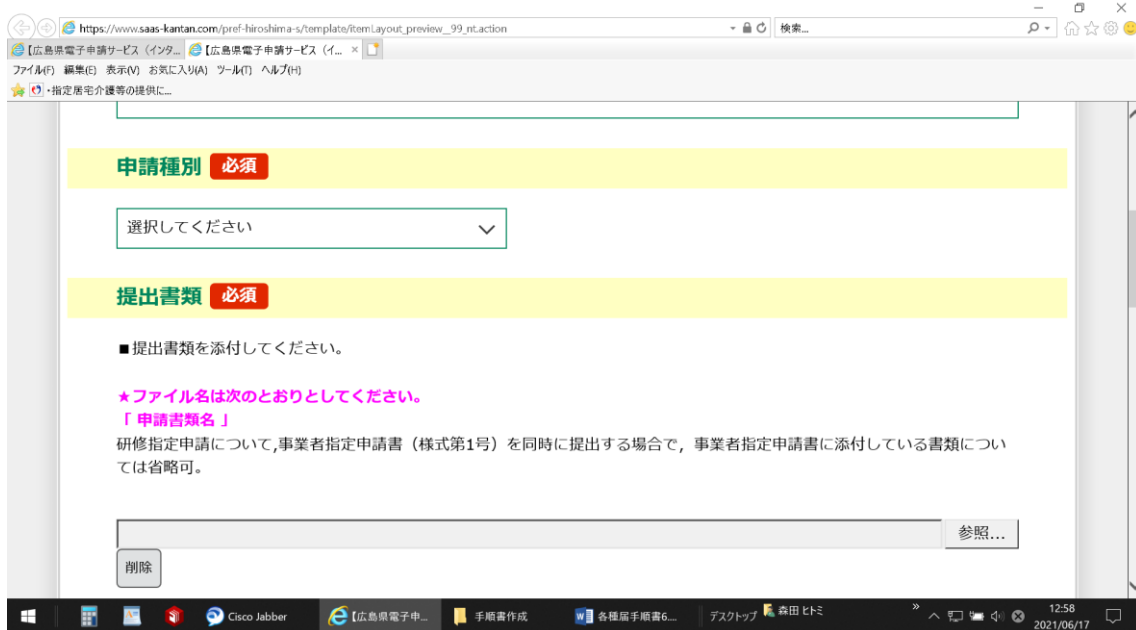 https://www.saas-kantan.com/pref-hiroshima-s/template/itemLayout_preview__99_nt.action
検索...
【広島県電子申請サービス（インタ...
【広島県電子申請サービス（イ...
ファイル(F) 編集(E) 表示(V) お気に入り(A) ツール(T) ヘルプ(H)
・指定居宅介護等の提供に...
申請種別 必須
選択してください
提出書類 必須
■提出書類を添付してください。
★ファイル名は次のとおりとしてください。
「 申請書類名 」
研修指定申請について,事業者指定申請書（様式第1号）を同時に提出する場合で，事業者指定申請書に添付している書類につい
ては省略可。
参照...
削除
Cisco Jabber
【広島県電子申...
手順書作成
各種届手順書6....
デスクトップ
森田 ヒトミ
12:58
2021/06/17